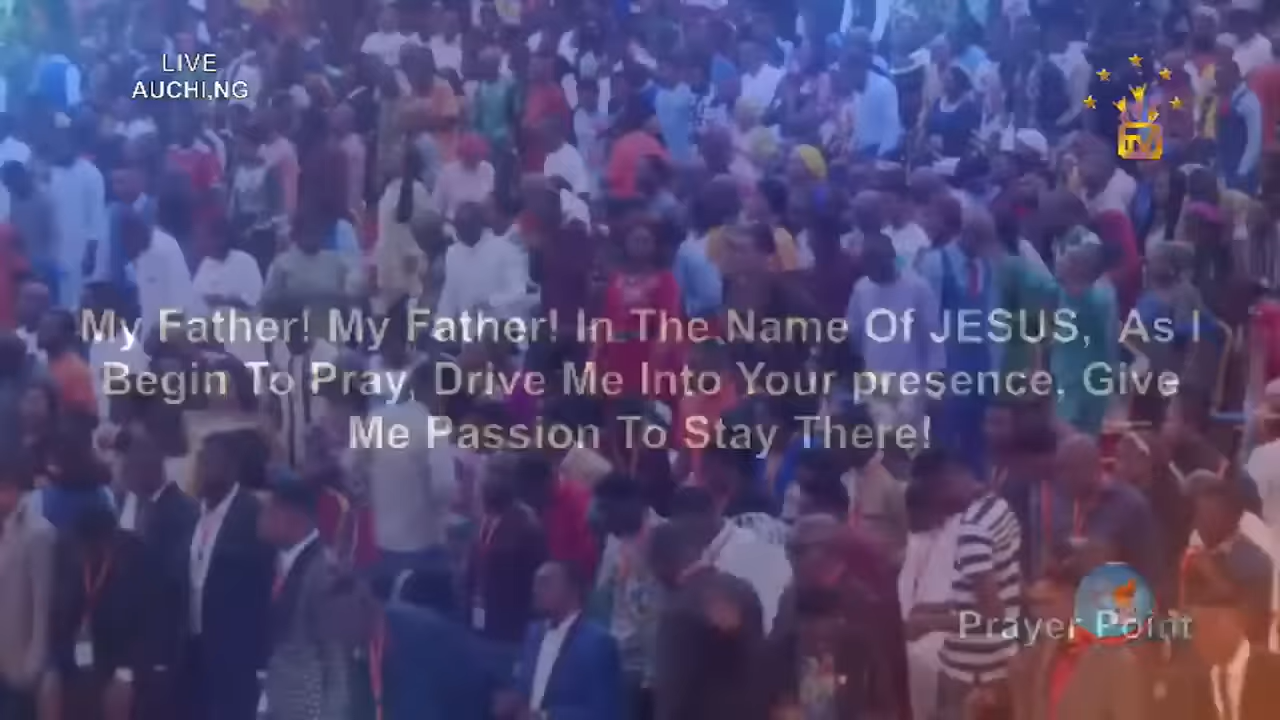 LIVE
AUCHI,NG
TV
My Father! My Father! In The Name Of JESUS, As I
Begin To Pray, Drive Me Into Your presence, Give
Me Passion To Stay There!
Prayer Point